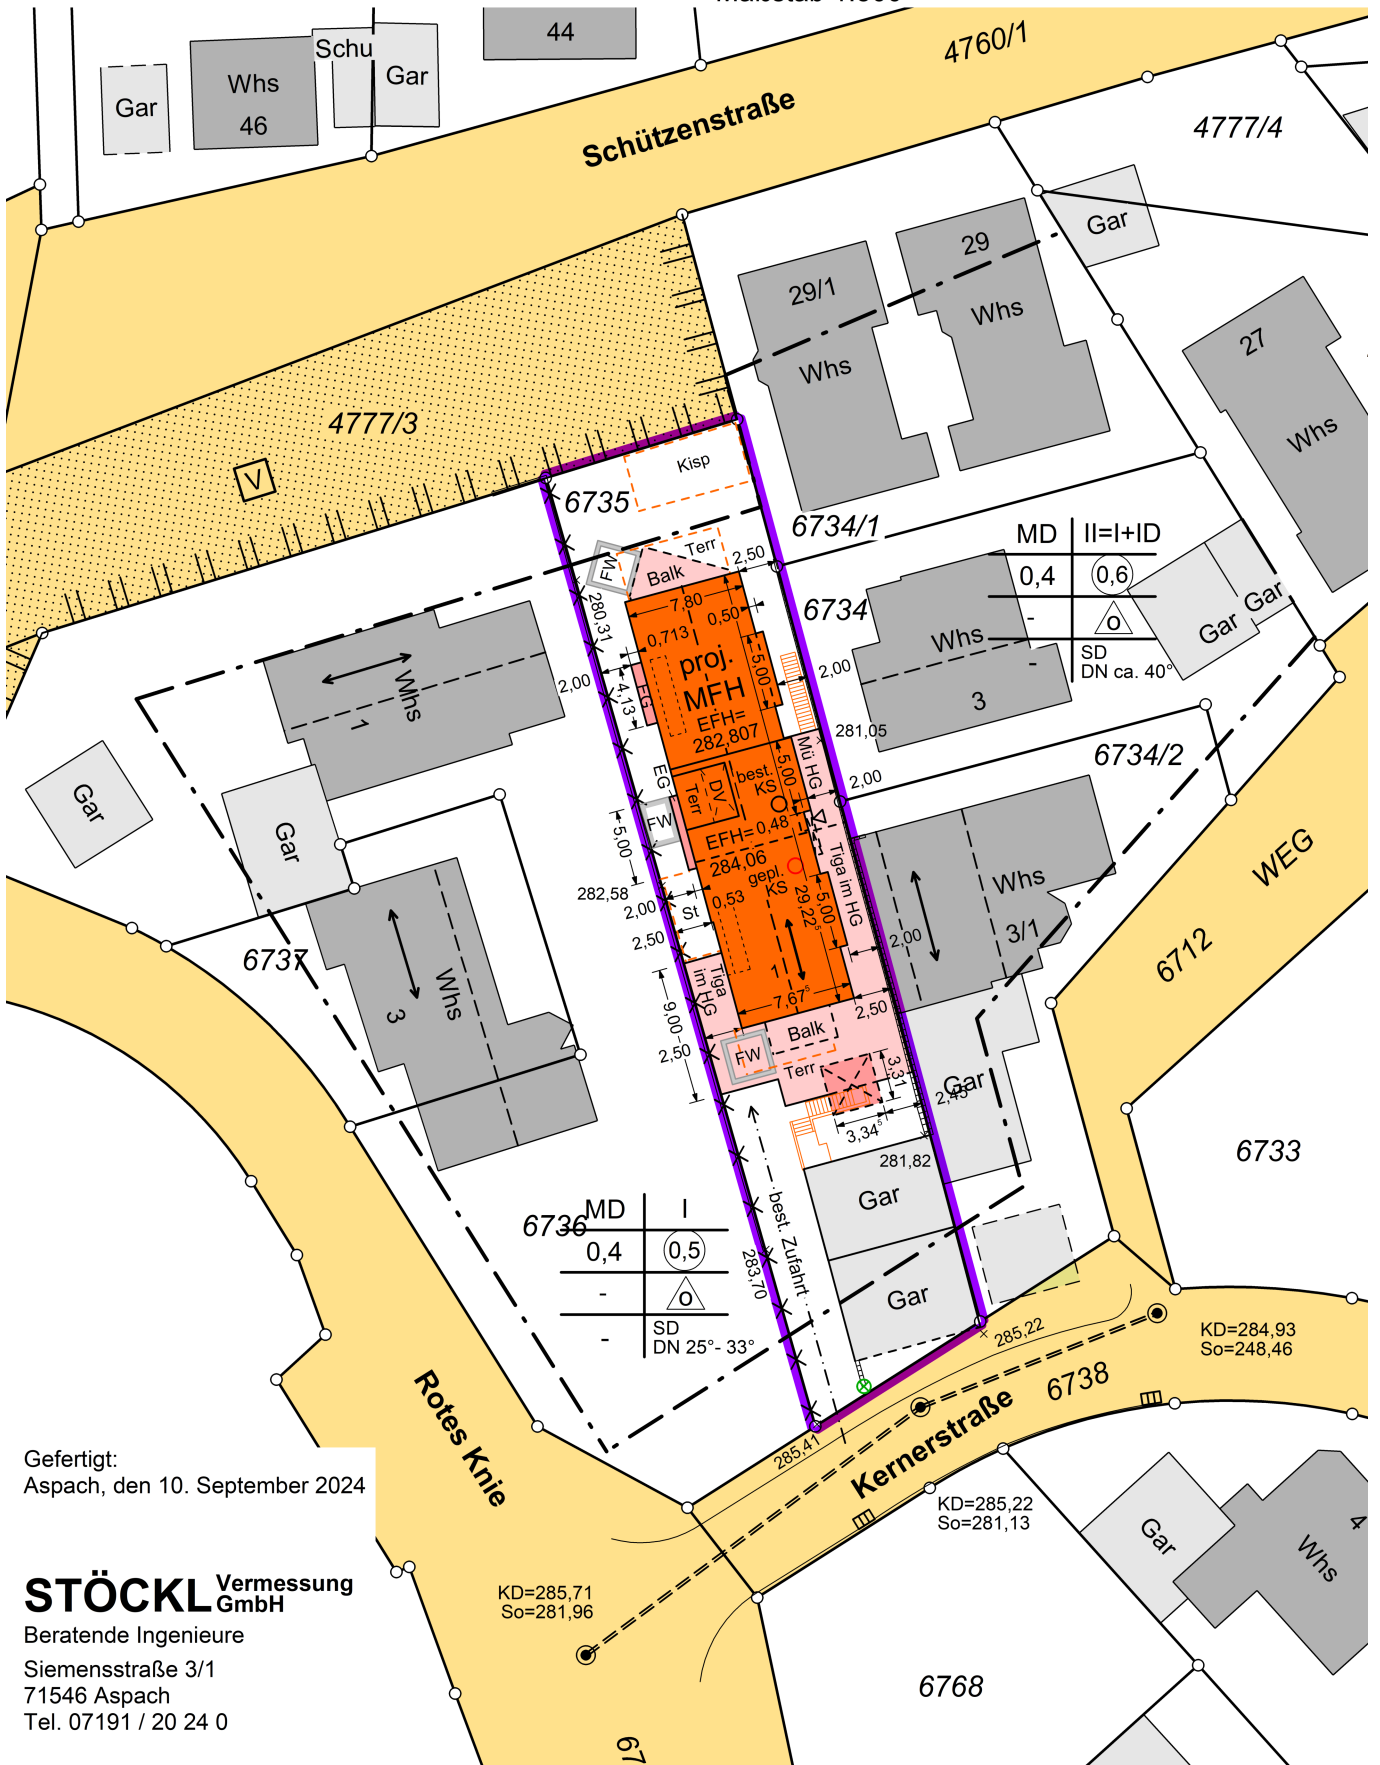 44
4760/1
Schu
Gar
Whs
46
Gar
Schützenstraße
4777/4
Gar
29
Whs
29/1
Whs
27
Whs
4777/3
V
Kisp
6735
6734/1
MD
II=I+ID
0,4
0,6
-
o
-
SD
DN ca. 40°
Terr
2,50
FW
Balk
280,31
7,80
0,50
6734
Whs
3
Gar
Gar
0,713
proj.
MFH
EFH=
282,807
5,00
2,00
2,00
4,13
EG
281,05
Whs
1
6734/2
Mü HG
EG
Terr
DV
best.
KS
5,00
2,00
Gar
Gar
FW
5,00
EFH=
284,06
0,48
gepl.
KS
Tiga im HG
WEG
Whs
3/1
282,58
2,00
St
0,53
29,22⁵
5,00
2,50
2,00
6712
6737
Whs
3
Tiga
im HG
1
7,67⁵
2,50
9,00
Balk
2,50
FW
Terr
3,31
Gar
2,45
3,34⁵
281,82
6733
Gar
best. Zufahrt
283,70
6736
MD
I
0,4
0,5
-
o
-
SD
DN 25°- 33°
Gar
285,22
KD=284,93
So=248,46
6738
Rotes Knie
Kernerstraße
285,41
KD=285,22
So=281,13
Gar
4
Whs
KD=285,71
So=281,96
6768
67
Gefertigt:
Aspach, den 10. September 2024
STÖCKL Vermessung
GmbH
Beratende Ingenieure
Siemensstraße 3/1
71546 Aspach
Tel. 07191 / 20 24 0